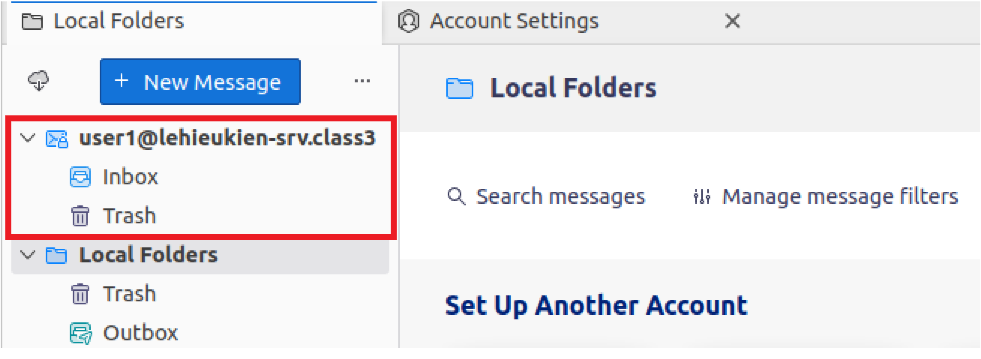 Local Folders
Account Settings
+ New Message
user1@lehieukien-srv.class3
Inbox
Trash
Local Folders
Trash
Outbox
Local Folders
Search messages
Manage message filters
Set Up Another Account